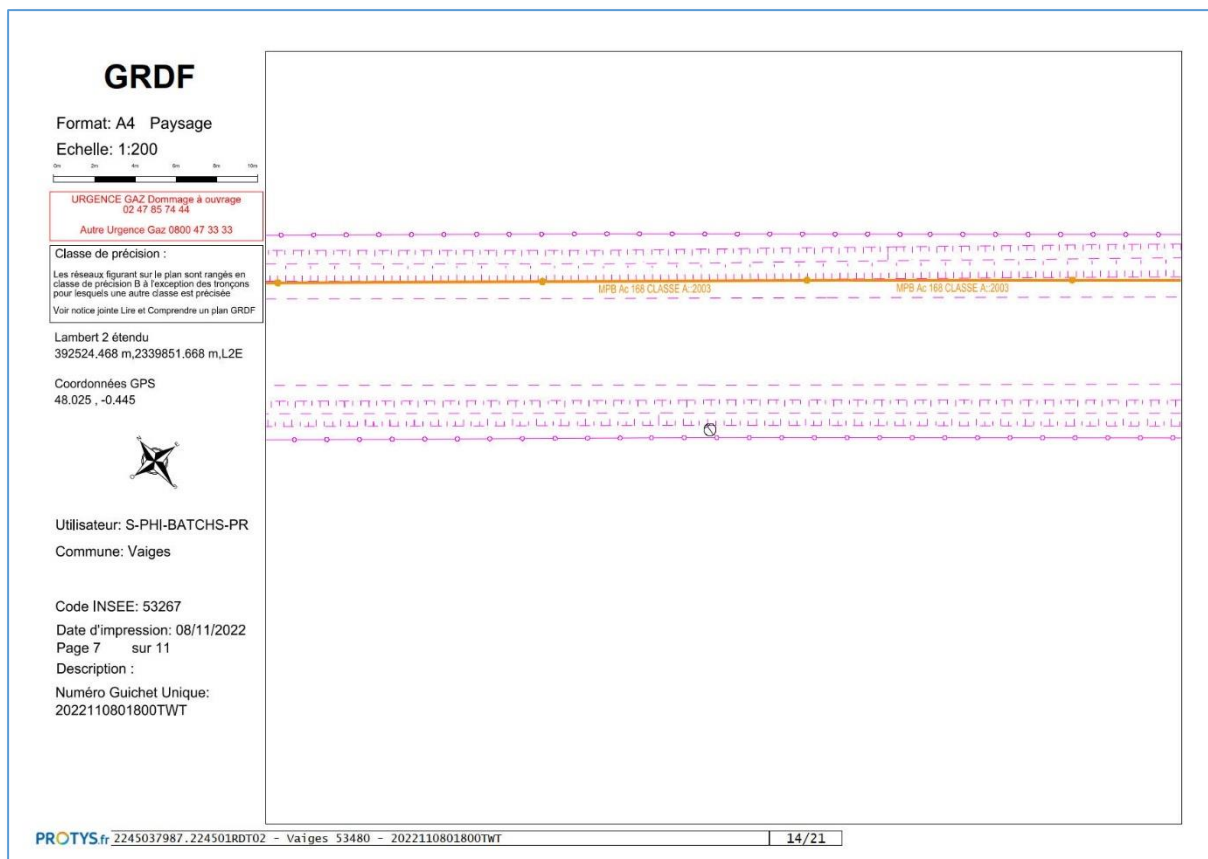 GRDF
Format: A4 Paysage
Echelle: 1:200
0m 2m 4m 6m 8m 10m
URGENCE GAZ Dommage à ouvrage
02 47 85 74 44
Autre Urgence Gaz 0800 47 33 33
Classe de précision :
Les réseaux figurant sur le plan sont rangés en
classe de précision B à l'exception des tronçons
pour lesquels une autre classe est précisée
Voir notice jointe Lire et Comprendre un plan GRDF
Lambert 2 étendu
392524.468 m,2339851.668 m,L2E
Coordonnées GPS
48.025 , -0.445
N E
O S
Utilisateur: S-PHI-BATCHS-PR
Commune: Vaiges
Code INSEE: 53267
Date d'impression: 08/11/2022
Page 7 sur 11
Description :
Numéro Guichet Unique:
2022110801800TWT
MPB Ac 168 CLASSE A;:2003 MPB Ac 168 CLASSE A;:2003
PROTYS.fr 2245037987.224501RDT02 - Vaiges 53480 - 2022110801800TWT 14/21